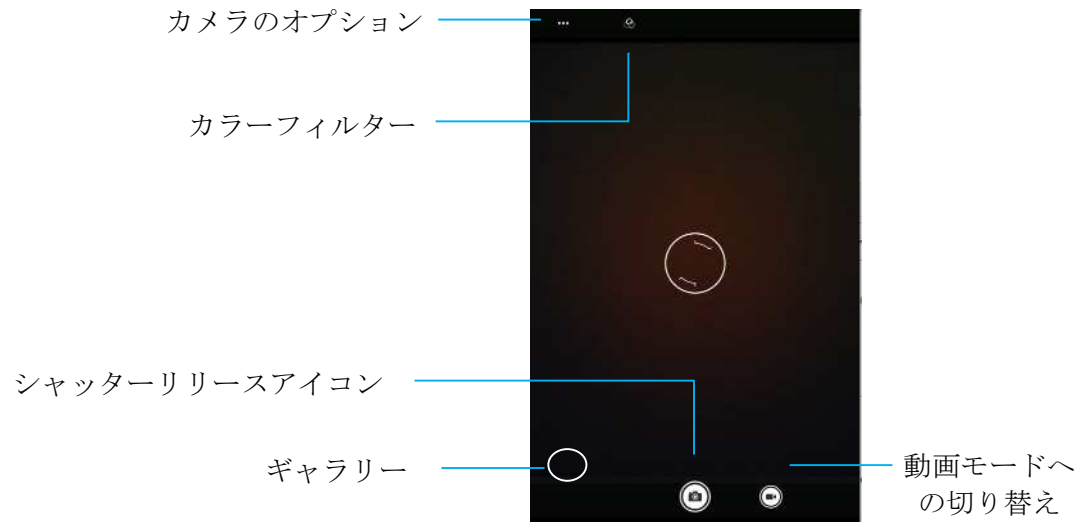 カメラのオプション
カラーフィルター
シャッターリリースアイコン
ギャラリー
動画モードへ
の切り替え